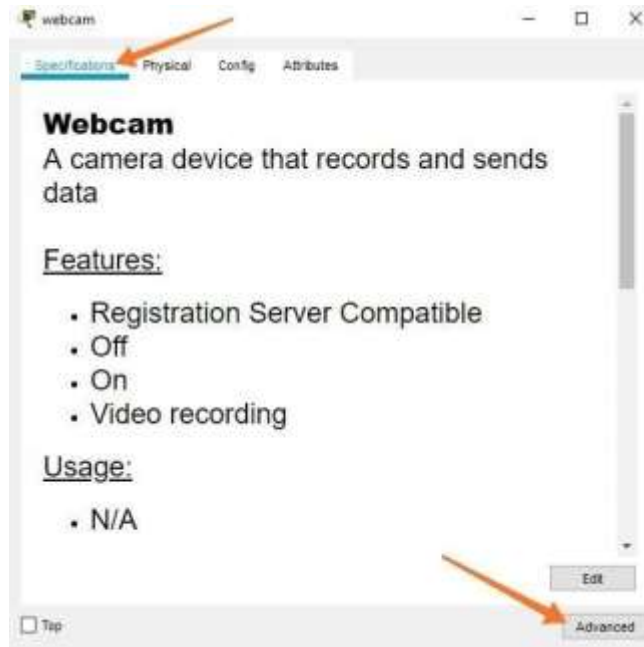 webcam
Specifications Physical Config Attributes
Webcam
A camera device that records and sends
data
Features:
• Registration Server Compatible
• Off
• On
• Video recording
Usage:
• N/A
Edit
Top
Advanced